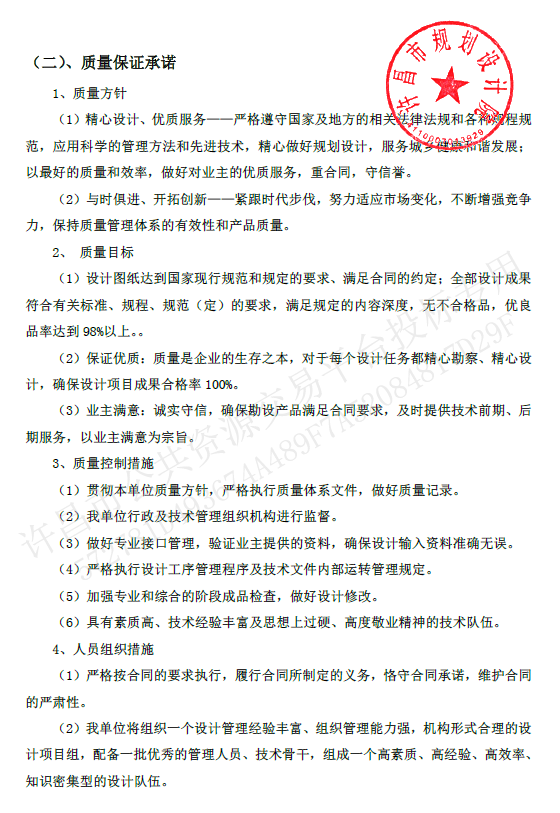 （二）、质量保证承诺
1、质量方针
（1）精心设计、优质服务——严格遵守国家及地方的相关法律法规和各种规程规
范，应用科学的管理方法和先进技术，精心做好规划设计，服务城乡健康和谐发展；
以最好的质量和效率，做好对业主的优质服务，重合同，守信誉。
（2）与时俱进、开拓创新——紧跟时代步伐，努力适应市场变化，不断增强竞争
力，保持质量管理体系的有效性和产品质量。
2、 质量目标
（1）设计图纸达到国家现行规范和规定的要求、满足合同的约定；全部设计成果
符合有关标准、规程、规范（定）的要求，满足规定的内容深度，无不合格品，优良
品率达到98%以上。。
（2）保证优质：质量是企业的生存之本，对于每个设计任务都精心勘察、精心设
计，确保设计项目成果合格率100%。
（3）业主满意：诚实守信，确保勘设产品满足合同要求，及时提供技术前期、后
期服务，以业主满意为宗旨。
3、质量控制措施
（1）贯彻本单位质量方针，严格执行质量体系文件，做好质量记录。
（2）我单位行政及技术管理组织机构进行监督。
（3）做好专业接口管理，验证业主提供的资料，确保设计输入资料准确无误。
（4）严格执行设计工序管理程序及技术文件内部运转管理规定。
（5）加强专业和综合的阶段成品检查，做好设计修改。
（6）具有素质高、技术经验丰富及思想上过硬、高度敬业精神的技术队伍。
4、人员组织措施
（1）严格按合同的要求执行，履行合同所制定的义务，恪守合同承诺，维护合同
的严肃性。
（2）我单位将组织一个设计管理经验丰富、组织管理能力强，机构形式合理的设
计项目组，配备一批优秀的管理人员、技术骨干，组成一个高素质、高经验、高效率、
知识密集型的设计队伍。
许昌市规划设计院
许昌市公共资源交易平台投标专用